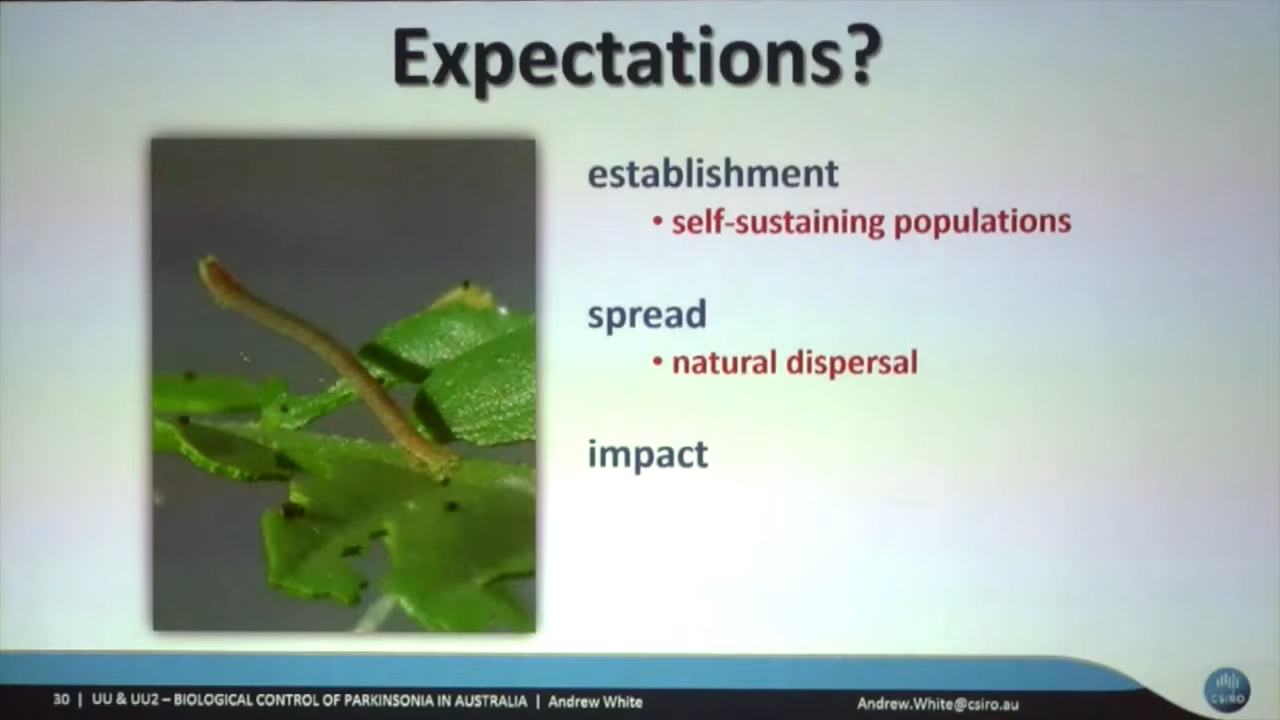 Expectations?
establishment
• self-sustaining populations
spread
• natural dispersal
impact
30 | UU & UU2 – BIOLOGICAL CONTROL OF PARKINSONIA IN AUSTRALIA | Andrew White
Andrew.White@csiro.au
CSIRO